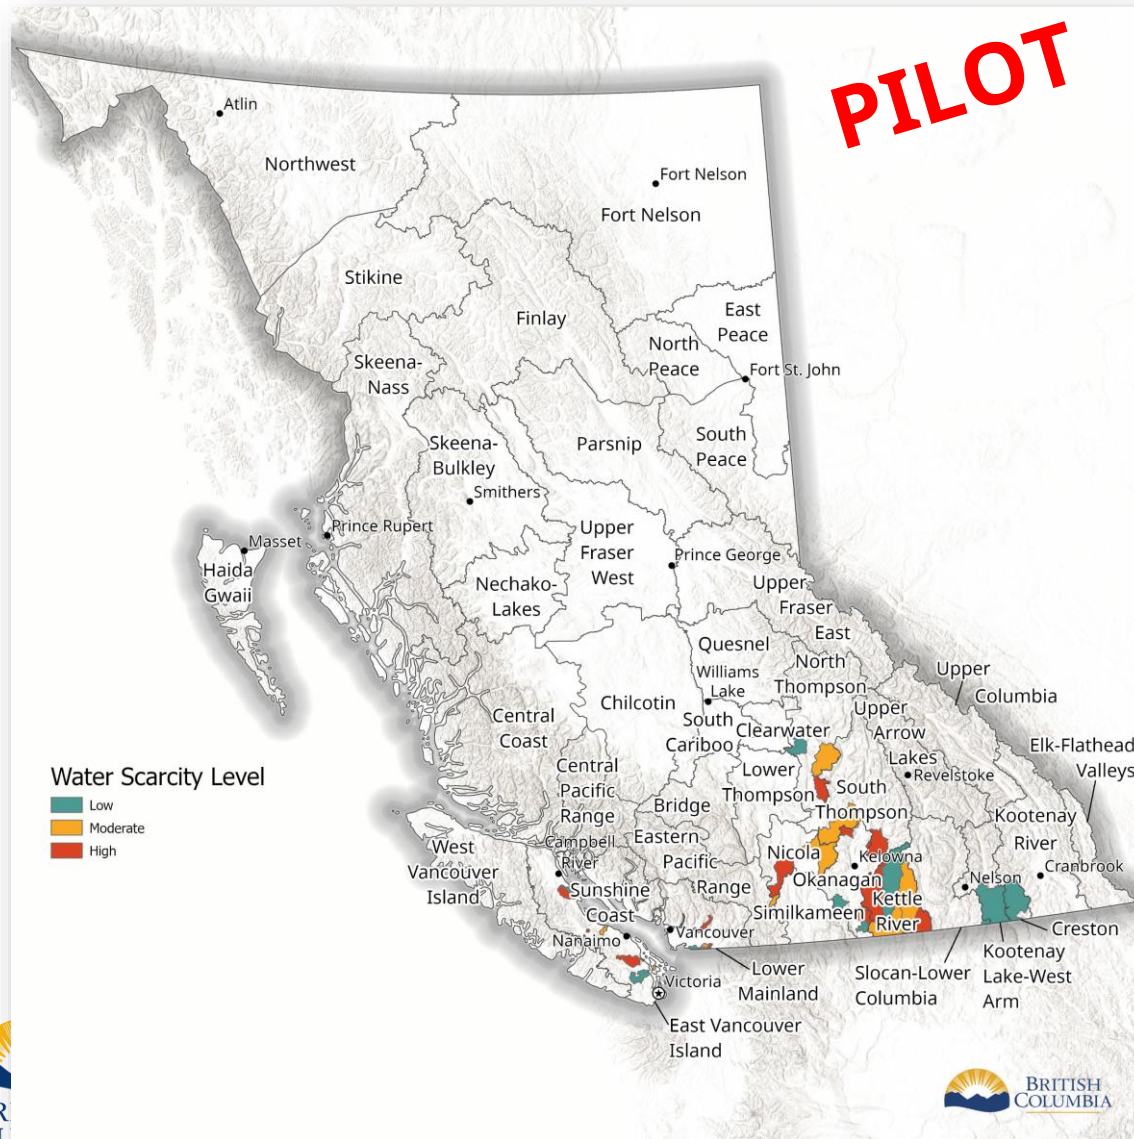 PILOT
Atlin
Northwest
Fort Nelson
Fort Nelson
Stikine
Finlay
East
Peace
North
Peace
Skeena-
Nass
Fort St. John
South
Peace
Skeena-
Bulkley
Parsnip
Smithers
Prince Rupert
Masset
Haida
Gwaii
Upper
Fraser
West
Prince George
Nechako-
Lakes
Upper
Fraser
East
Quesnel
North
Thompson
Williams
Lake
Upper
Columbia
Chilcotin
Central
Coast
South
Cariboo
Clearwater
Upper
Arrow
Lakes
Elk-Flathead
Valleys
Water Scarcity Level
Low
Moderate
High
Central
Pacific
Range
Lower
Thompson
Revelstoke
South
Thompson
Bridge
Kootenay
River
Eastern
Pacific
Range
West
Vancouver
Island
Campbell
River
Nicola
Kelowna
Cranbrook
Okanagan
Nelson
Sunshine
Coast
Kettle
River
Similkameen
Nanaimo
Vancouver
Creston
Kootenay
Lake-West
Arm
Slocan-Lower
Columbia
Lower
Mainland
Victoria
East Vancouver
Island
BRITISH
COLUMBIA